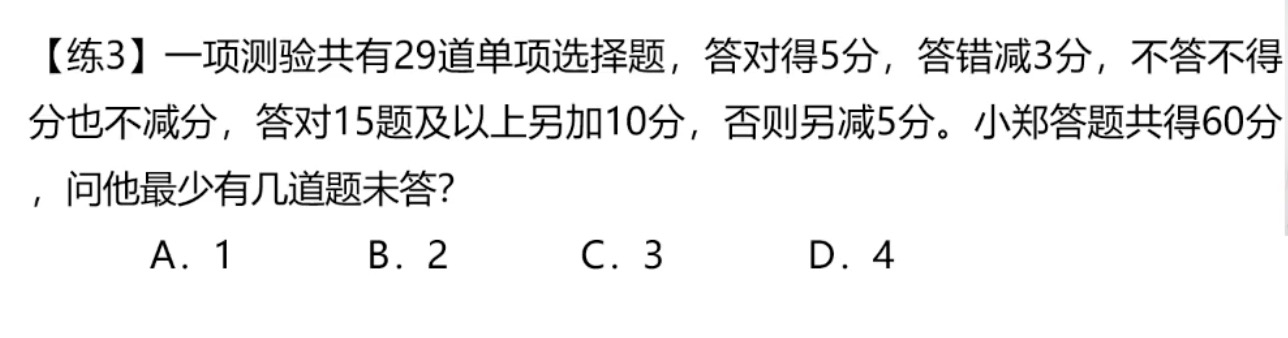 【练3】一项测验共有29道单项选择题，答对得5分，答错减3分，不答不得
分也不减分，答对15题及以上另加10分，否则另减5分。小郑答题共得60分
，问他最少有几道题未答？
A．1 B．2 C．3 D．4